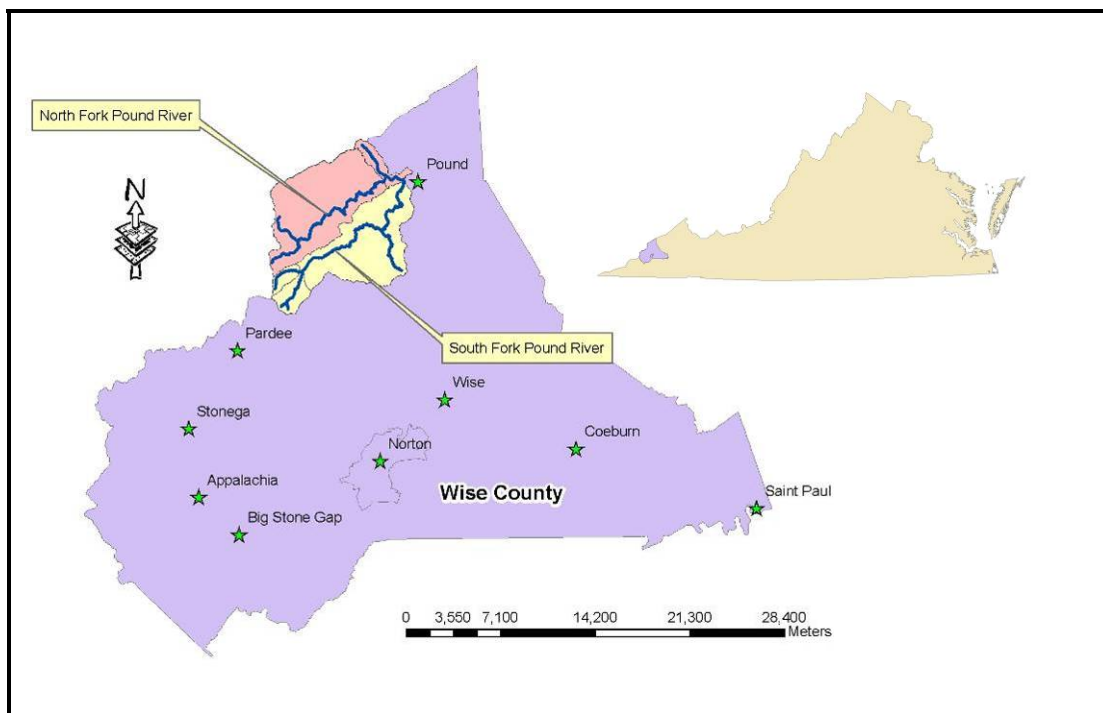 North Fork Pound River
Pound
N
South Fork Pound River
Pardee
Wise
Stonega
Coeburn
Norton
Appalachia
Wise County
Saint Paul
Big Stone Gap
0 3,550 7,100 14,200 21,300 28,400
Meters